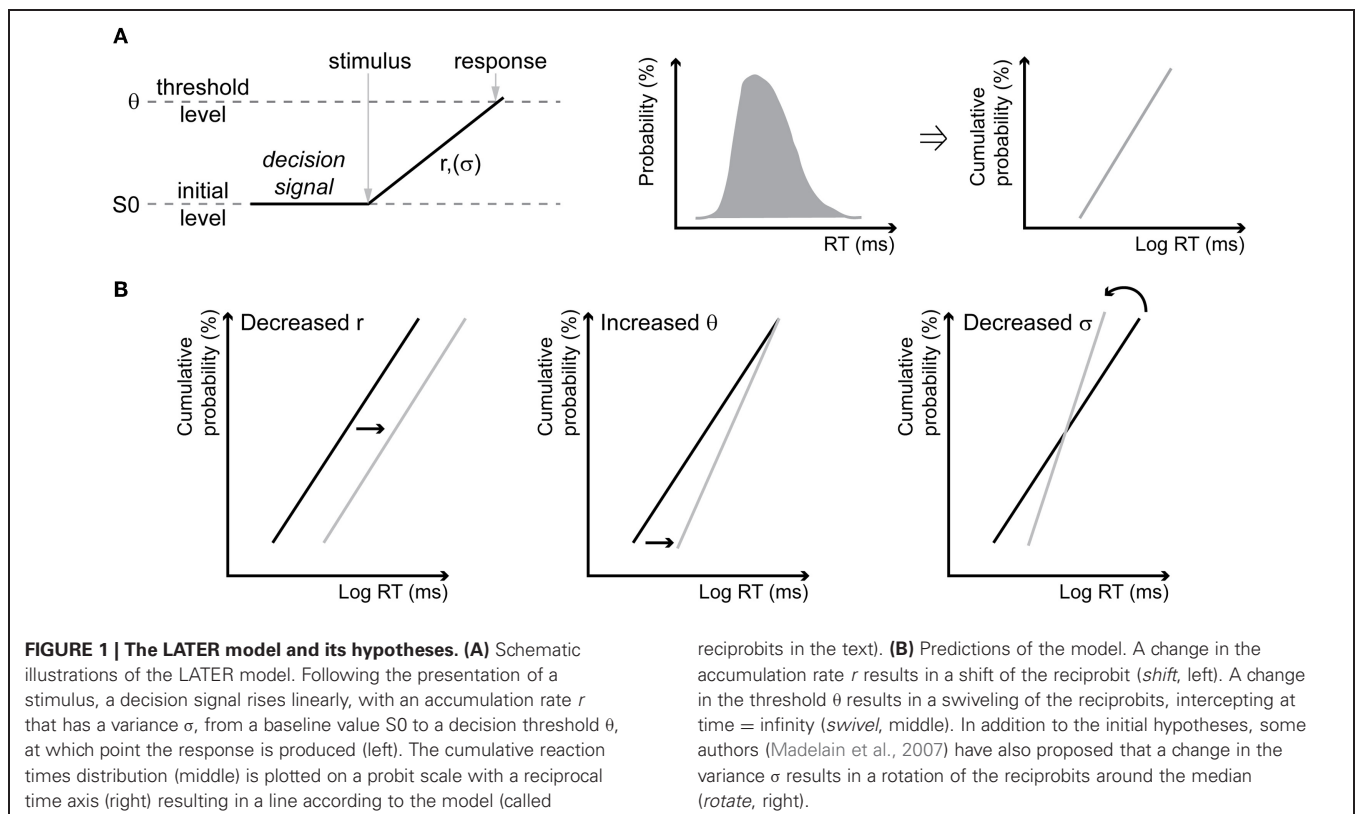 A
stimulus
response
θ
threshold
level
decision
signal
r,(σ)
S0
initial
level
Probability (%)
RT (ms)
⇒
Cumulative
probability (%)
Log RT (ms)
B
Decreased r
Cumulative
probability (%)
Log RT (ms)
Increased θ
Cumulative
probability (%)
Log RT (ms)
Decreased σ
Cumulative
probability (%)
Log RT (ms)
FIGURE 1 | The LATER model and its hypotheses. (A) Schematic
illustrations of the LATER model. Following the presentation of a
stimulus, a decision signal rises linearly, with an accumulation rate r
that has a variance σ, from a baseline value S0 to a decision threshold θ,
at which point the response is produced (left). The cumulative reaction
times distribution (middle) is plotted on a probit scale with a reciprocal
time axis (right) resulting in a line according to the model (called
reciprobits in the text). (B) Predictions of the model. A change in the
accumulation rate r results in a shift of the reciprobit (shift, left). A change
in the threshold θ results in a swiveling of the reciprobits, intercepting at
time = infinity (swivel, middle). In addition to the initial hypotheses, some
authors (Madelain et al., 2007) have also proposed that a change in the
variance σ results in a rotation of the reciprobits around the median
(rotate, right).